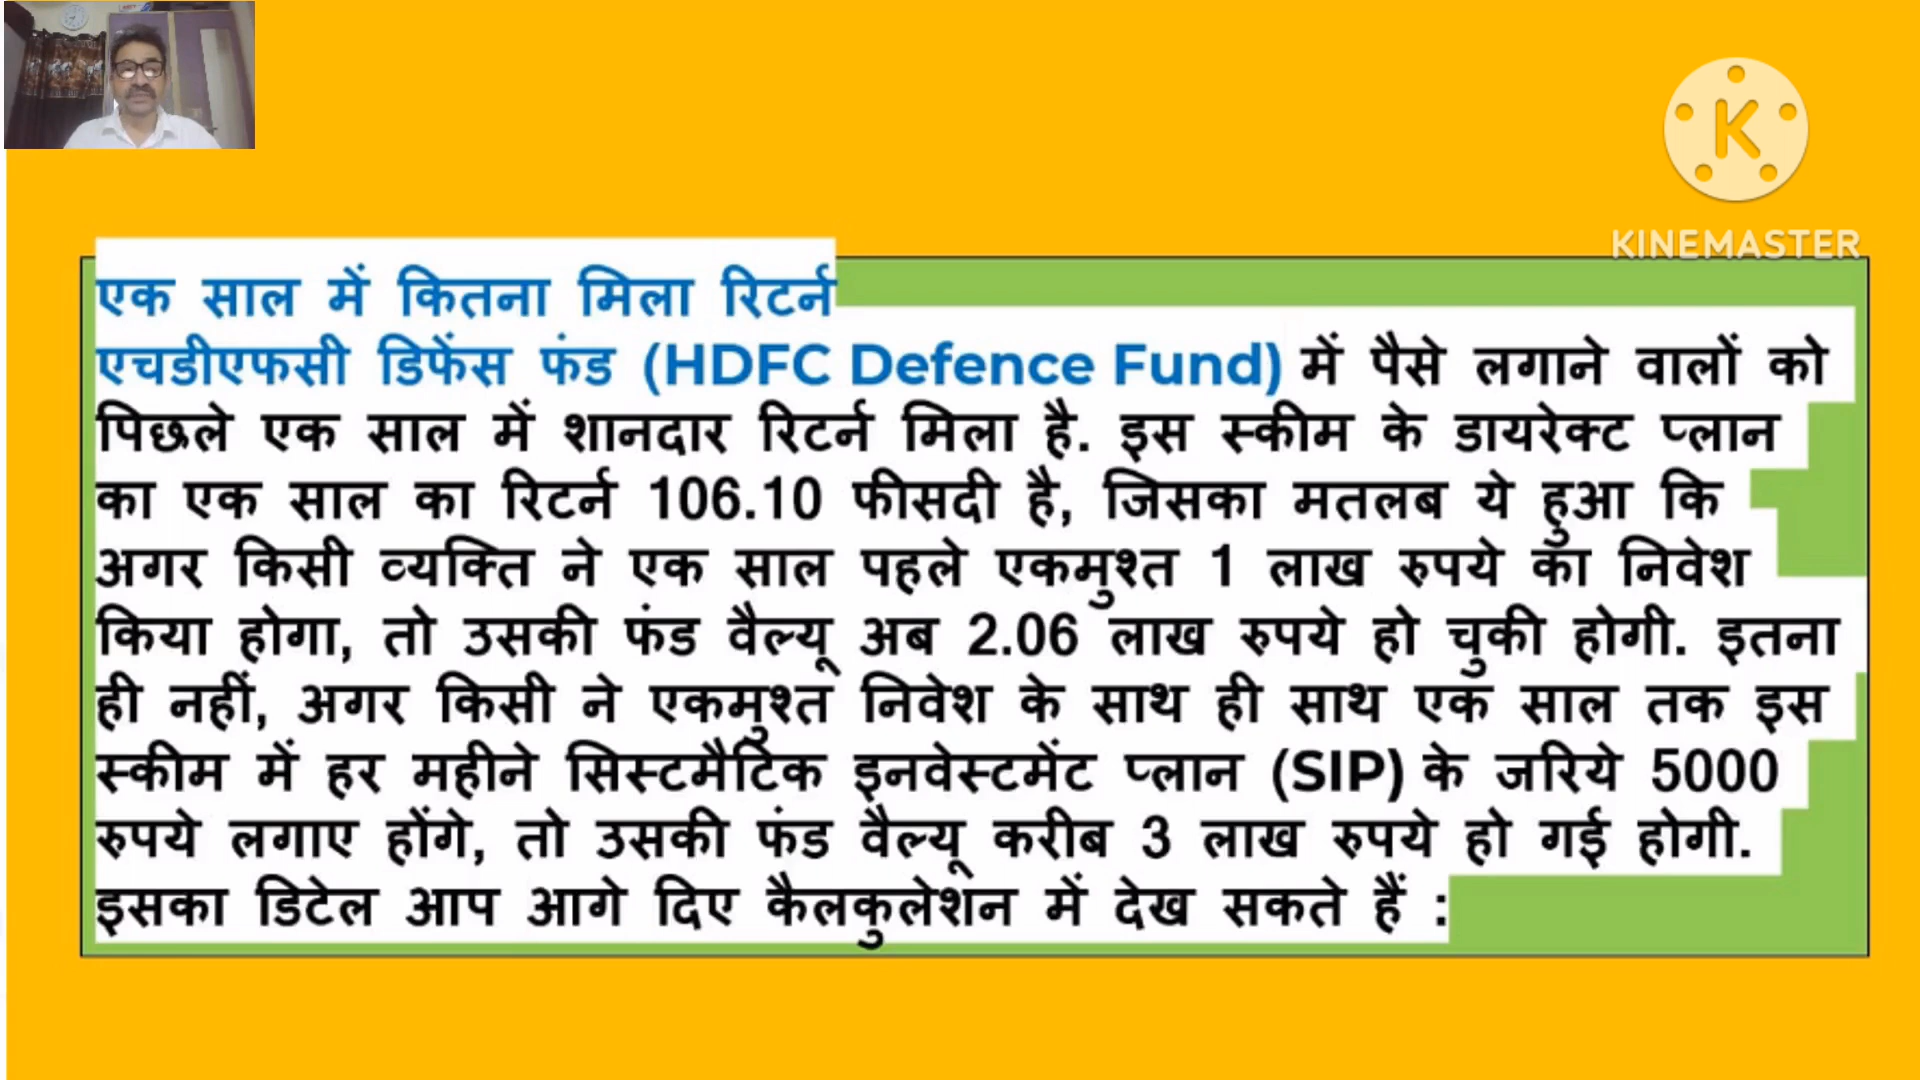 KINEMASTER
एक साल में कितना मिला रिटर्न
एचडीएफसी डिफेंस फंड (HDFC Defence Fund) में पैसे लगाने वालों को
पिछले एक साल में शानदार रिटर्न मिला है. इस स्कीम के डायरेक्ट प्लान
का एक साल का रिटर्न 106.10 फीसदी है, जिसका मतलब ये हुआ कि
अगर किसी व्यक्ति ने एक साल पहले एकमुश्त 1 लाख रुपये का निवेश
किया होगा, तो उसकी फंड वैल्यू अब 2.06 लाख रुपये हो चुकी होगी. इतना
ही नहीं, अगर किसी ने एकमुश्त निवेश के साथ ही साथ एक साल तक इस
स्कीम में हर महीने सिस्टमैटिक इनवेस्टमेंट प्लान (SIP) के जरिये 5000
रुपये लगाए होंगे, तो उसकी फंड वैल्यू करीब 3 लाख रुपये हो गई होगी.
इसका डिटेल आप आगे दिए कैलकुलेशन में देख सकते हैं :